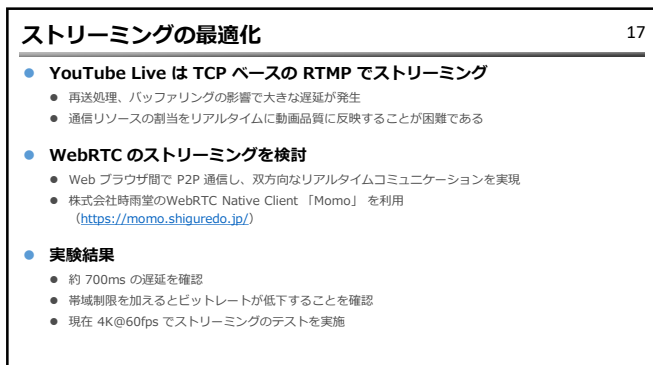 ストリーミングの最適化
17
● YouTube Live は TCP ベースの RTMP でストリーミング
● 再送処理、バッファリングの影響で大きな遅延が発生
● 通信リソースの割当をリアルタイムに動画品質に反映することが困難である
● WebRTC のストリーミングを検討
● Web ブラウザ間で P2P 通信し、双方向なリアルタイムコミュニケーションを実現
● 株式会社時雨堂のWebRTC Native Client 「Momo」 を利用
（https://momo.shiguredo.jp/）
● 実験結果
● 約 700ms の遅延を確認
● 帯域制限を加えるとビットレートが低下することを確認
● 現在 4K@60fps でストリーミングのテストを実施